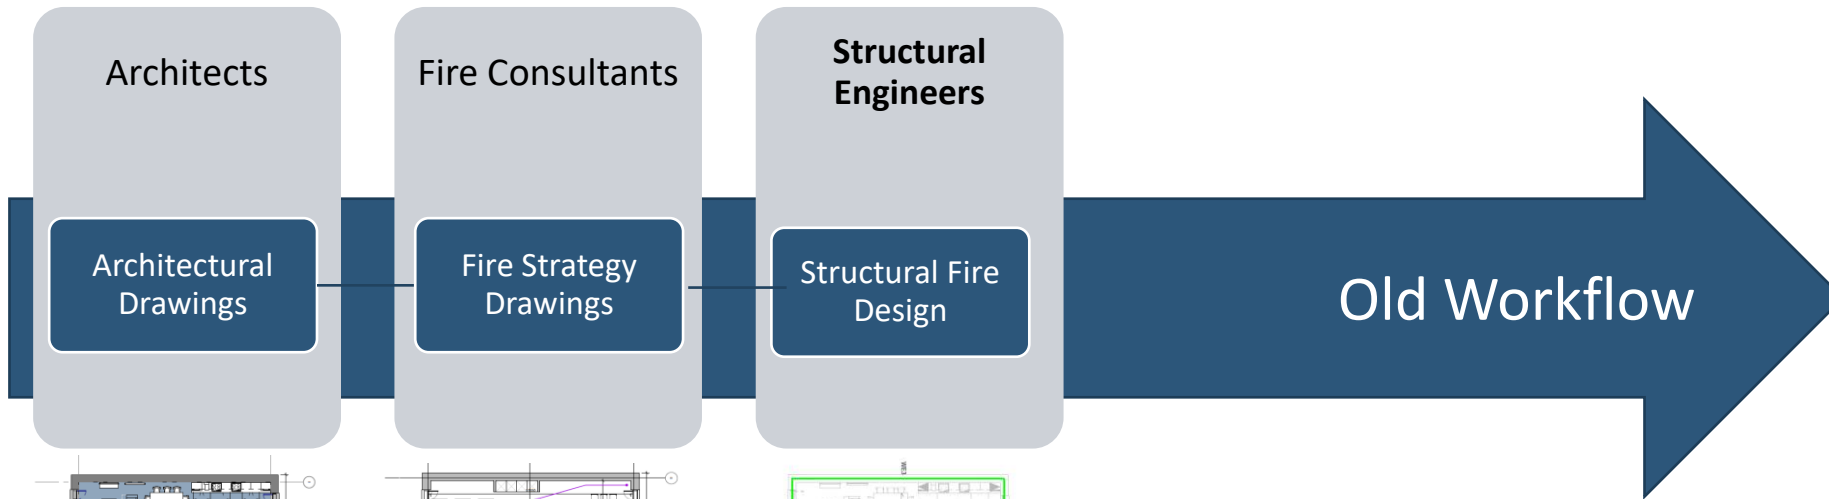 Architects
Fire Consultants
Structural
Engineers
Architectural
Drawings
Fire Strategy
Drawings
Structural Fire
Design
Old Workflow